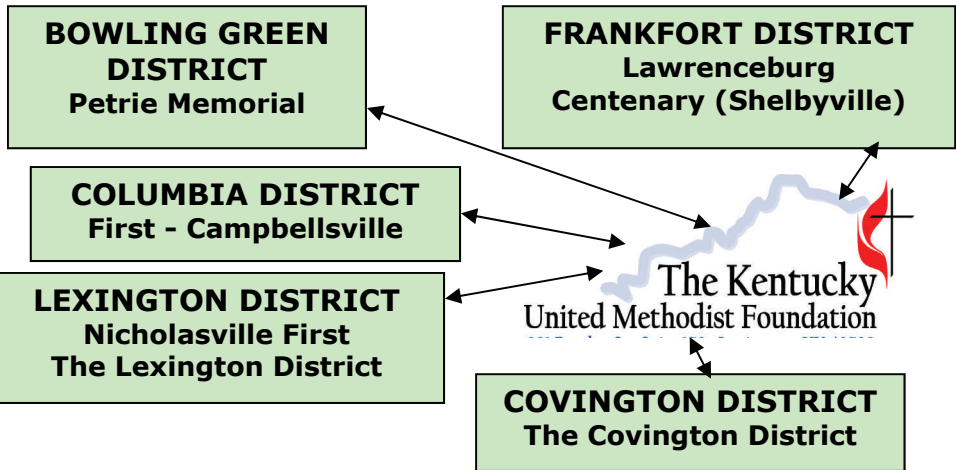 BOWLING GREEN
DISTRICT
Petrie Memorial
FRANKFORT DISTRICT
Lawrenceburg
Centenary (Shelbyville)
COLUMBIA DISTRICT
First - Campbellsville
LEXINGTON DISTRICT
Nicholasville First
The Lexington District
The Kentucky
United Methodist Foundation
COVINGTON DISTRICT
The Covington District